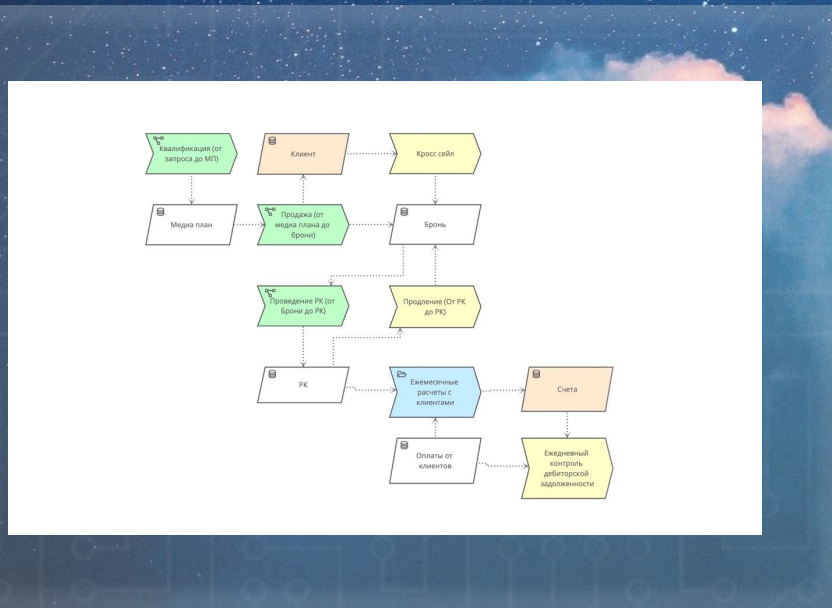 Квалификация (от
запроса до МП)
Клиент
Кросс сейл
Медиа план
Продажа (от
медиа плана до
брони)
Бронь
Проведение РК (от
Брони до РК)
Продление (От РК
до РК)
РК
Ежемесячные
расчеты с
клиентами
Счета
Оплаты от
клиентов
Ежедневный
контроль
дебиторской
задолженности